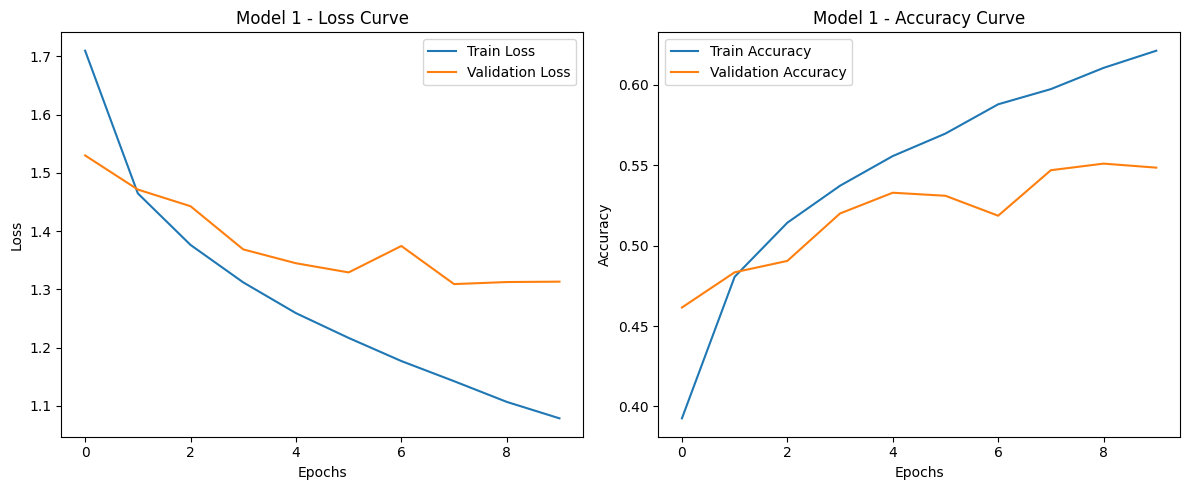 Model 1 - Loss Curve
Train Loss
Validation Loss
1.7
1.6
1.5
1.4
1.3
1.2
1.1
Loss
0 2 4 6 8
Epochs
Model 1 - Accuracy Curve
Train Accuracy
Validation Accuracy
0.60
0.55
0.50
0.45
0.40
Accuracy
0 2 4 6 8
Epochs